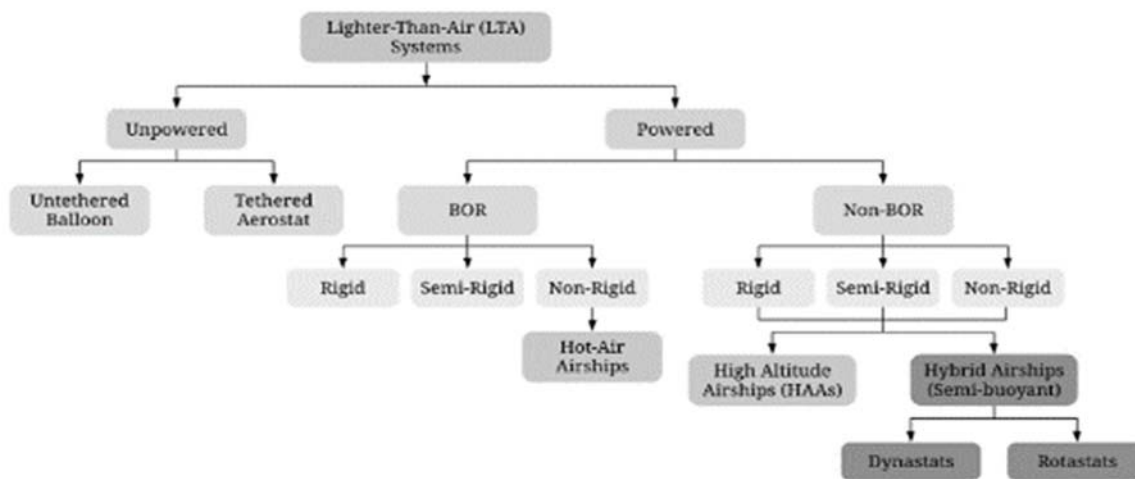 Lighter-Than-Air (LTA)
Systems
Unpowered
Powered
Untethered
Balloon
Tethered
Aerostat
BOR
Non-BOR
Rigid
Semi-Rigid
Non-Rigid
Rigid
Semi-Rigid
Non-Rigid
Hot-Air
Airships
High Altitude
Airships (HAAs)
Hybrid Airships
(Semi-buoyant)
Dynastats
Rotastats